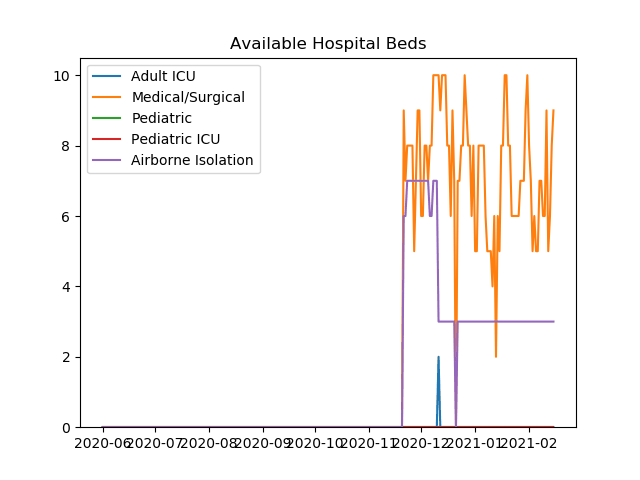 Available Hospital Beds
Adult ICU
Medical/Surgical
Pediatric
Pediatric ICU
Airborne Isolation
10
8
6
4
2
0
2020-06 2020-07 2020-08 2020-09 2020-10 2020-11 2020-12 2021-01 2021-02